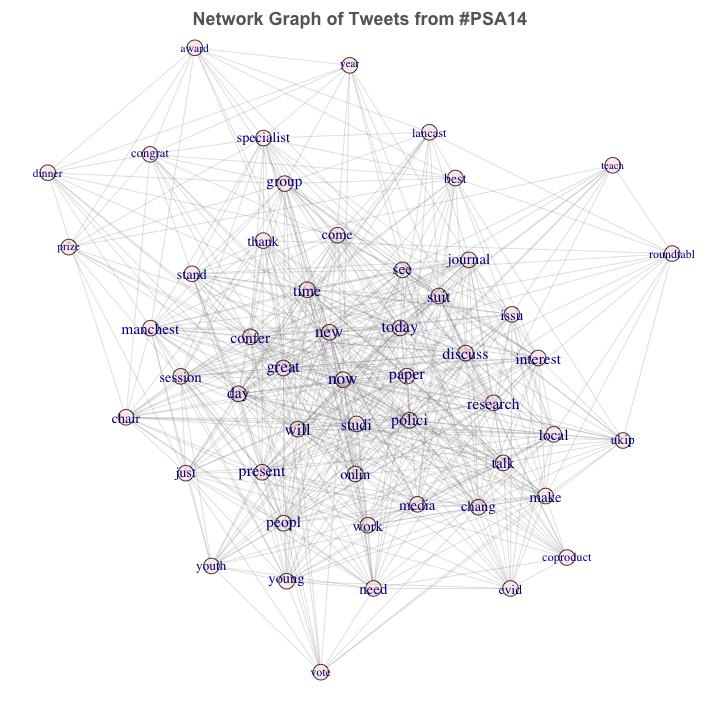 Network Graph of Tweets from #PSA14
award
year
lancast
specialist
congrat
teach
dinner
best
group
come
thank
prize
roundtabl
journal
see
stand
time
suit
issu
manchest
today
new
confer
discuss
interest
great
paper
session
now
day
research
chair
polici
studi
will
local
ukip
talk
just
present
onlin
make
media
chang
peopl
work
coproduct
youth
young
need
evid
vote